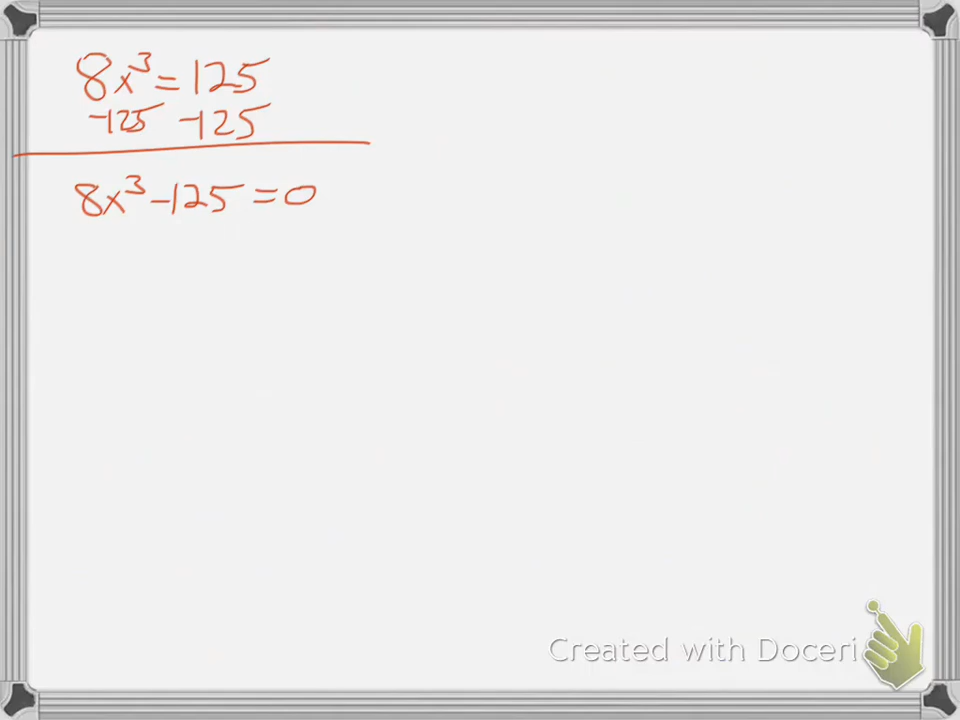 8x³ = 125
-125 -125
8x³ - 125 = 0
Created with Doceri